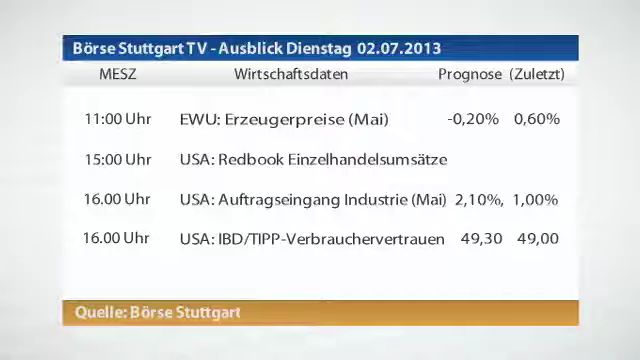 Börse Stuttgart TV - Ausblick Dienstag 02.07.2013
MESZ Wirtschaftsdaten Prognose (Zuletzt)
11:00 Uhr EWU: Erzeugerpreise (Mai) -0,20% 0,60%
15:00 Uhr USA: Redbook Einzelhandelsumsätze
16.00 Uhr USA: Auftragseingang Industrie (Mai) 2,10%, 1,00%
16.00 Uhr USA: IBD/TIPP-Verbrauchervertrauen 49,30 49,00
Quelle: Börse Stuttgart